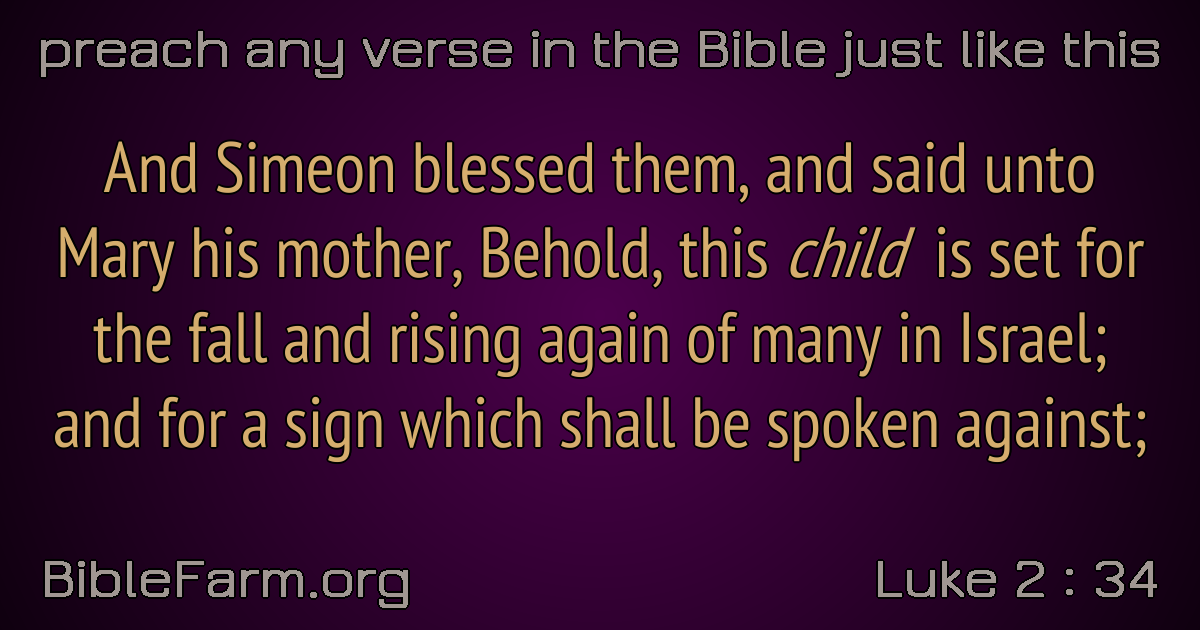 preach any verse in the Bible just like this
And Simeon blessed them, and said unto
Mary his mother, Behold, this child is set for
the fall and rising again of many in Israel;
and for a sign which shall be spoken against;
BibleFarm.org
Luke 2 : 34